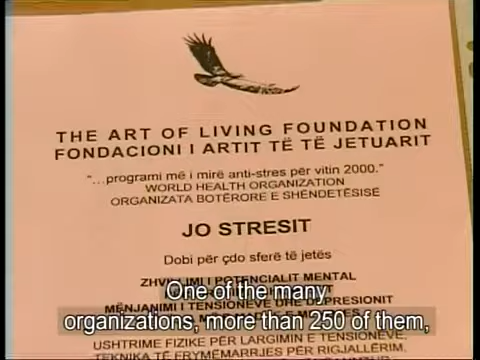 THE ART OF LIVING FOUNDATION
FONDACIONI I ARTIT TË TË JETUARIT
"...programi më i mirë anti-stres për vitin 2000."
WORLD HEALTH ORGANIZATION
ORGANIZATA BOTËRORE E SHËNDETËSISE
JO STRESIT
Dobi për çdo sferë të jetës
ZHVILLIMI I POTENCIALIT MENTAL
One of the many
MËNJANIMI I TENSIONEVE DHE DEPRESIONIT
organizations, more than 250 of them,
USHTRIME FIZIKE PËR LARGIMIN E TENSIONEVE,
TEKNIKA TË FRYMËMARRJES PËR RIGJALLËRIM,